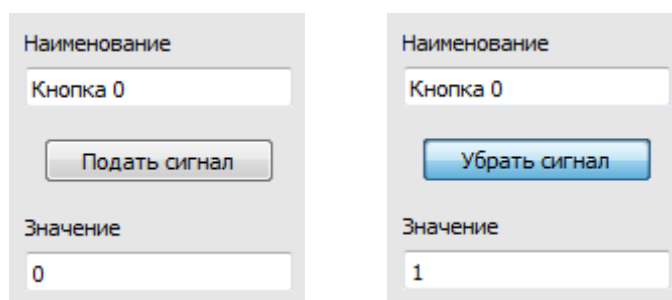 Наименование
Кнопка 0
Подать сигнал
Значение
0
Наименование
Кнопка 0
Убрать сигнал
Значение
1